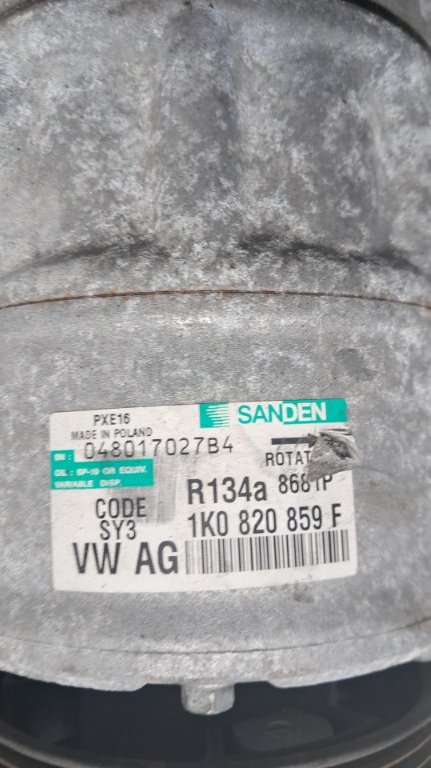 PXE16
SANDEN
MADE IN POLAND
SN : 048017027B4
OIL : SP-10 OR EQUIV.
ROTAT
VARIABLE DISP.
R134a
CODE
SY3
1K0 820 859 F
VW AG